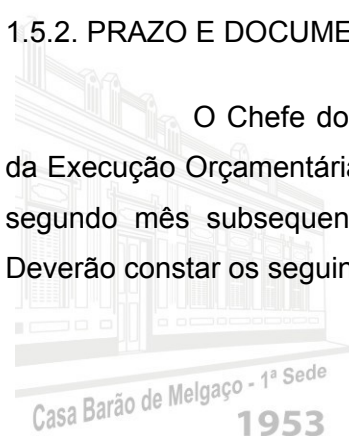 1.5.2. PRAZO E DOCUME
O Chefe do
da Execução Orçamentária
segundo mês subsequen
Deverão constar os seguin
Casa Barão de Melgaço - 1ª Sede
1953